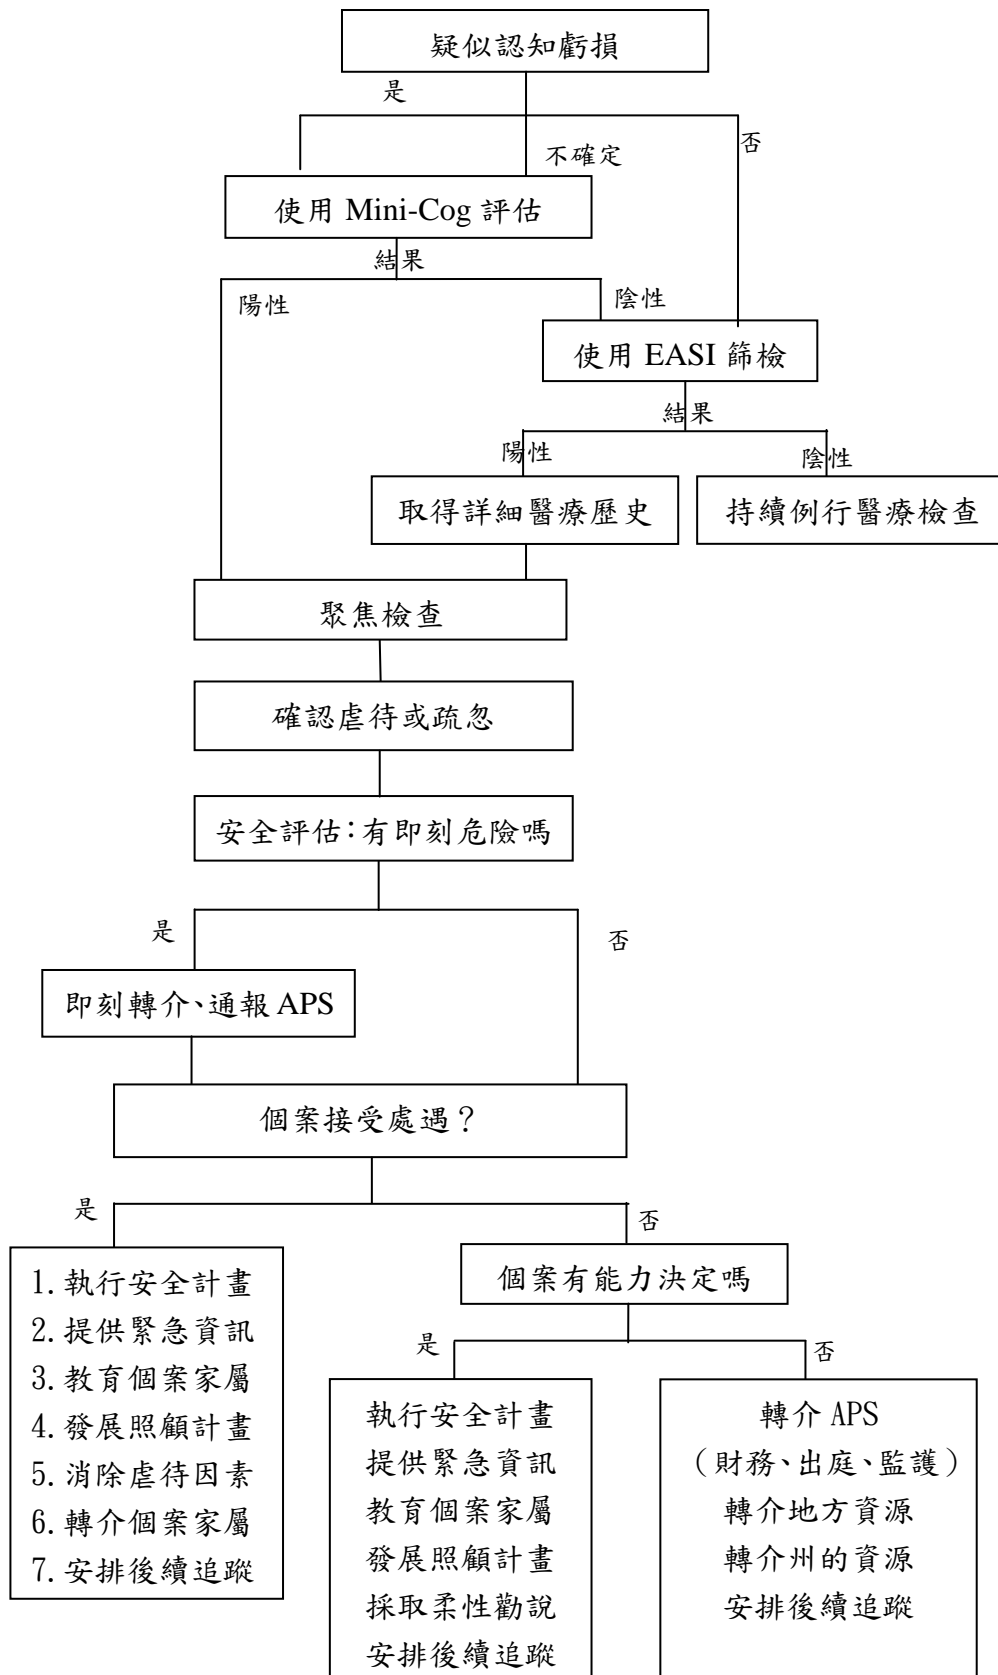 疑似認知虧損
是
不確定
否
使用 Mini-Cog 評估
結果
陽性
陰性
使用 EASI 篩檢
結果
陽性
陰性
取得詳細醫療歷史
持續例行醫療檢查
聚焦檢查
確認虐待或疏忽
安全評估：有即刻危險嗎
是
否
即刻轉介、通報 APS
個案接受處遇？
是
否
1.執行安全計畫
2.提供緊急資訊
3.教育個案家屬
4.發展照顧計畫
5.消除虐待因素
6.轉介個案家屬
7.安排後續追蹤
個案有能力決定嗎
是
否
執行安全計畫
提供緊急資訊
教育個案家屬
發展照顧計畫
採取柔性勸說
安排後續追蹤
轉介 APS
（財務、出庭、監護）
轉介地方資源
轉介州的資源
安排後續追蹤